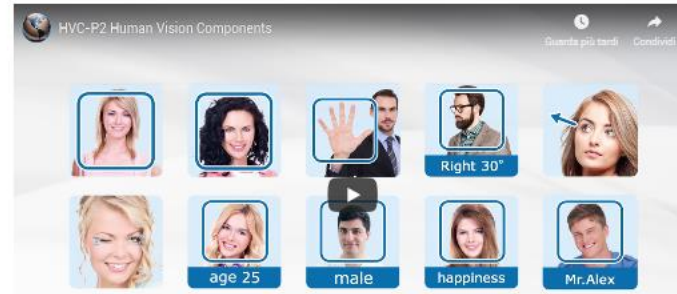 HVC-P2 Human Vision Components
Guarda più tardi
Condividi
Right 30°
age 25
male
happiness
Mr.Alex